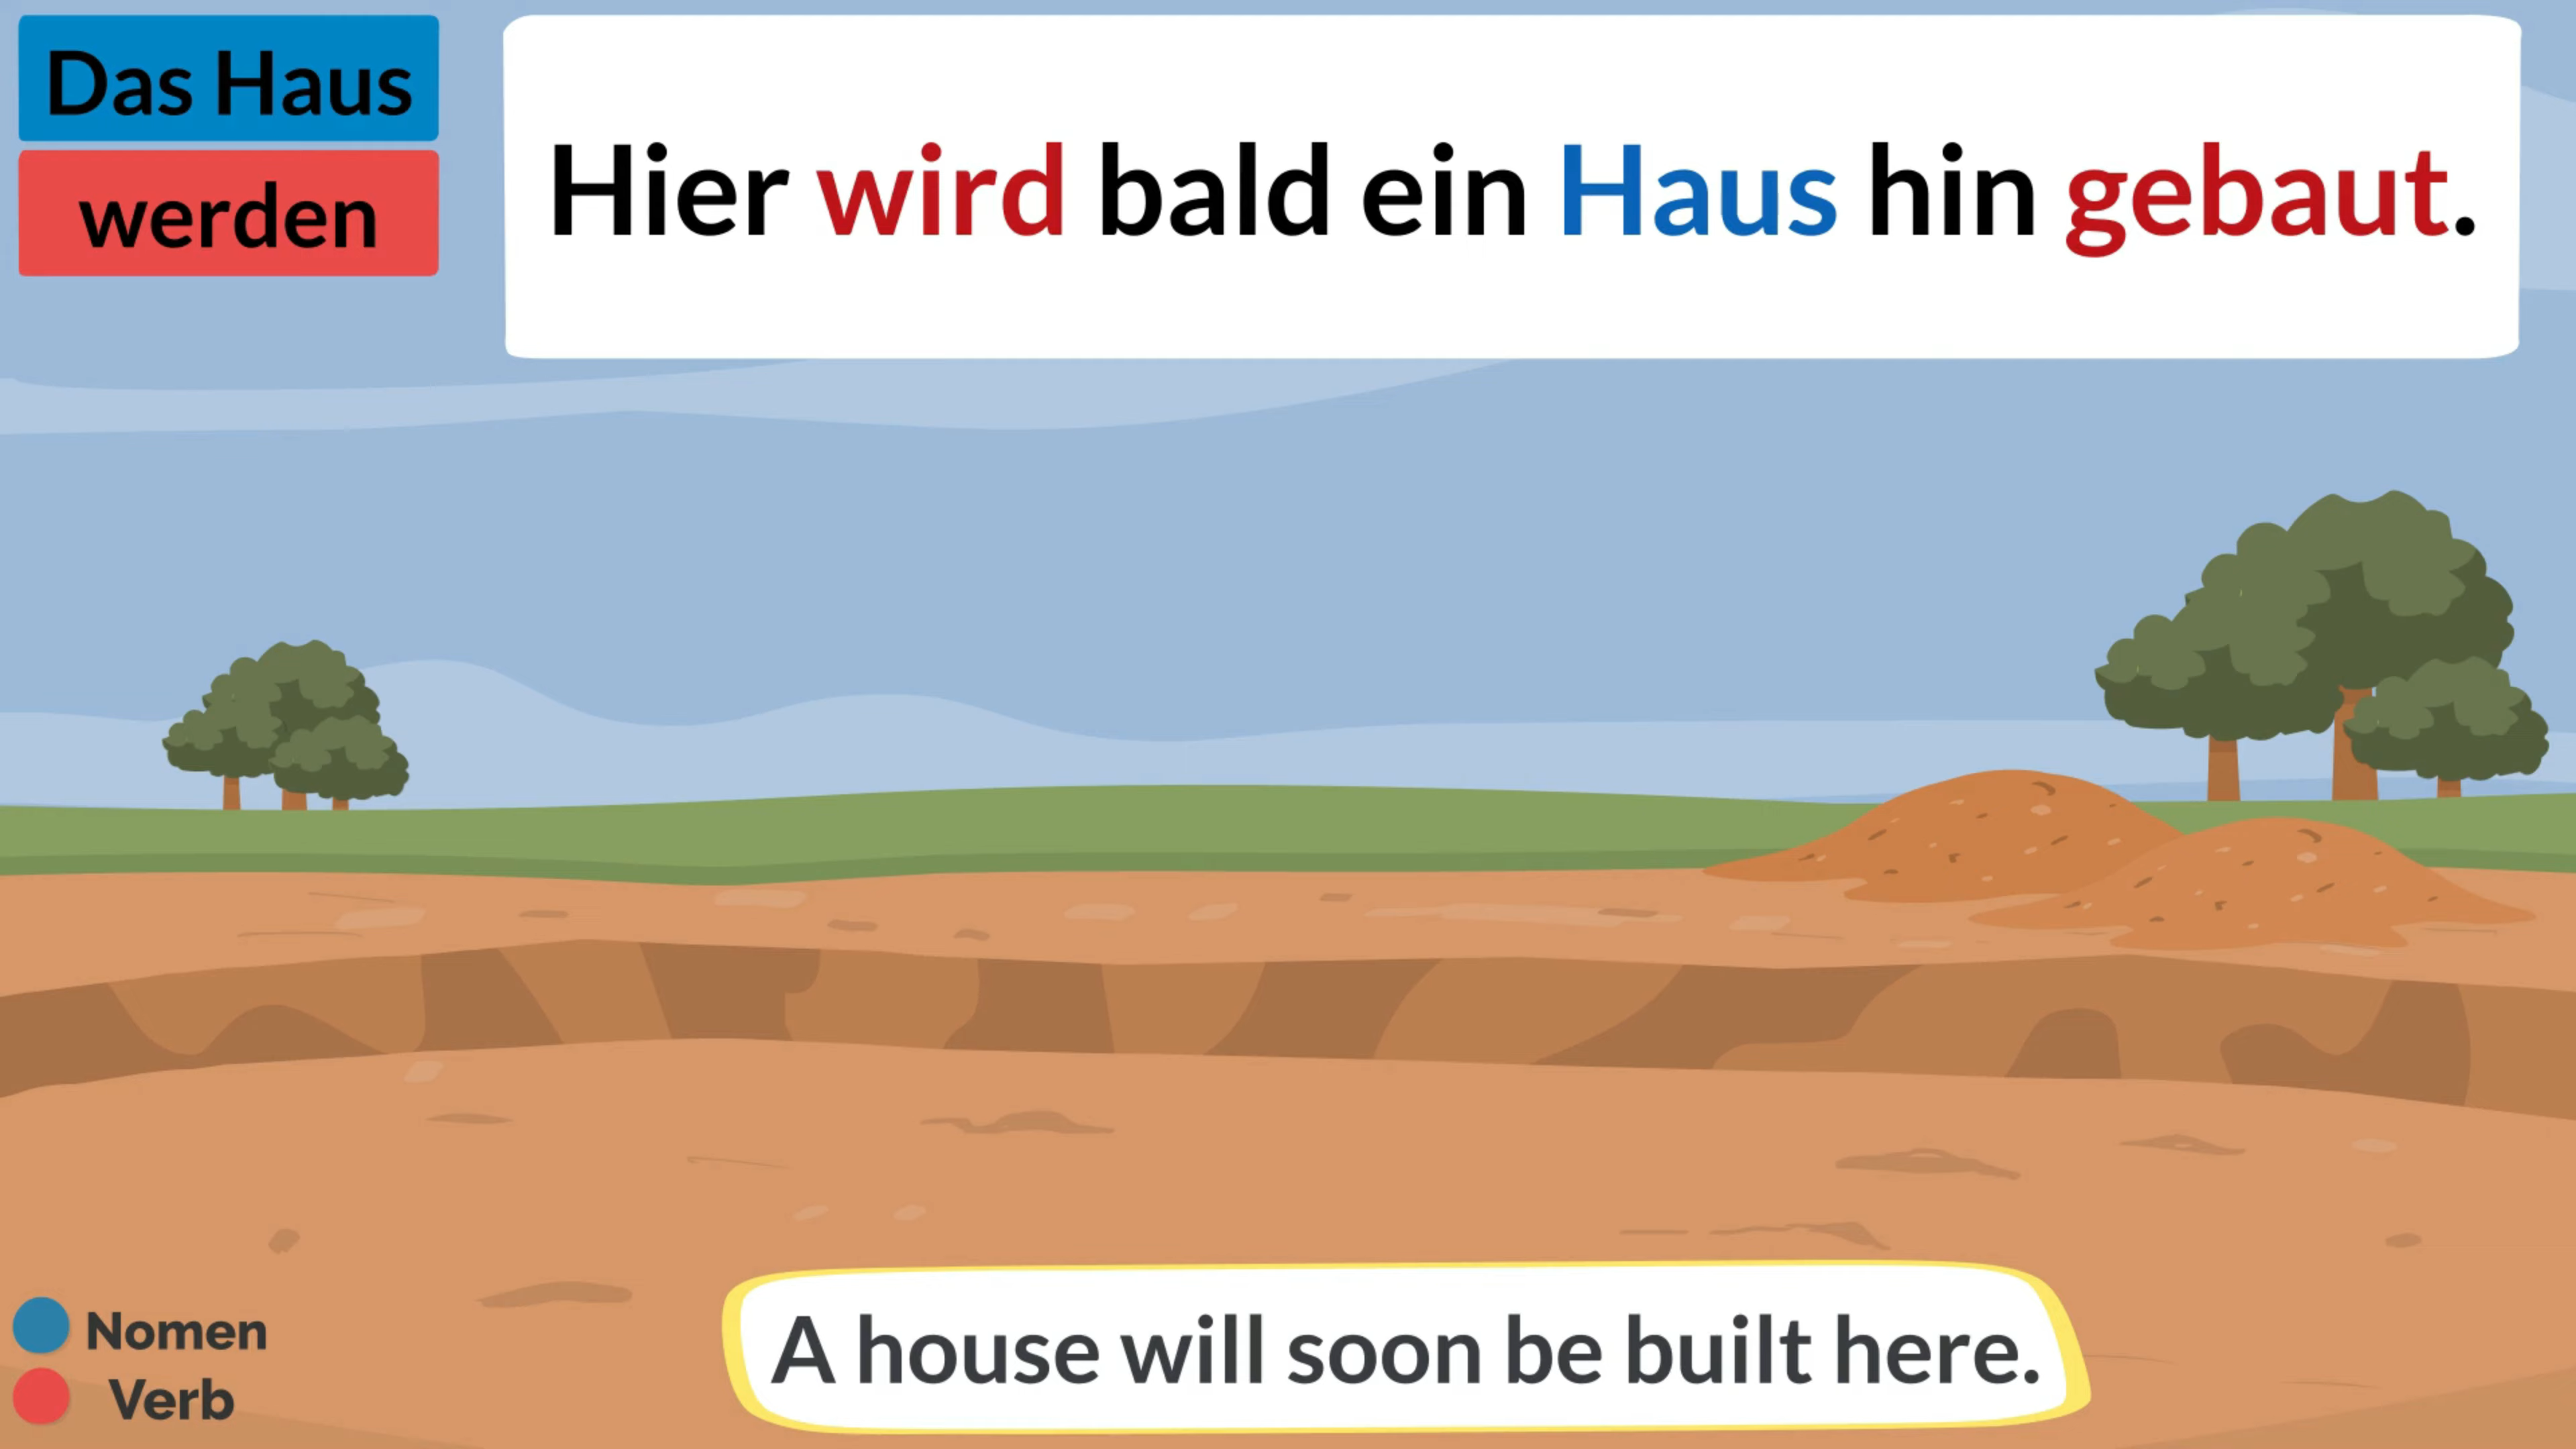 Das Haus
werden
Hier wird bald ein Haus hin gebaut.
Nomen
Verb
A house will soon be built here.